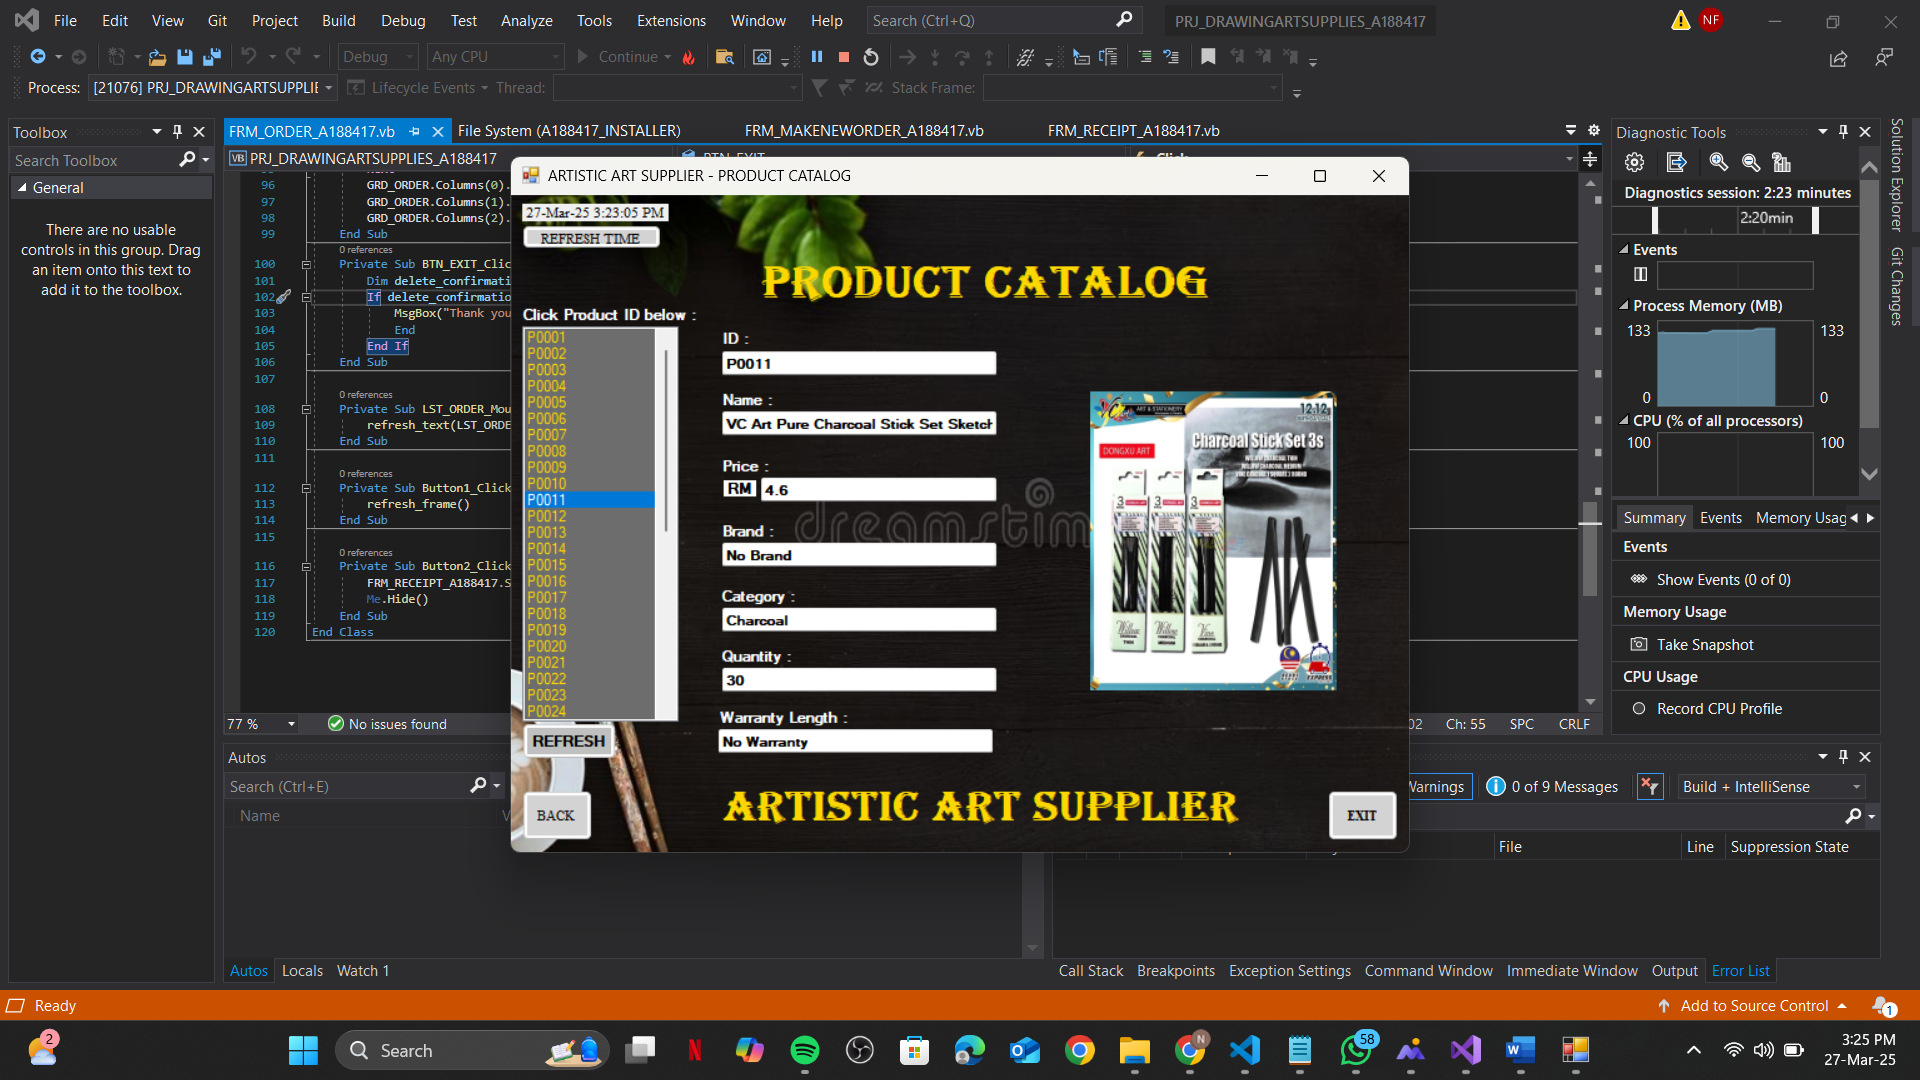 File Edit View Git Project Build Debug Test Analyze Tools Extensions Window Help Search (Ctrl+Q) PRJ_DRAWINGARTSUPPLIES_A188417 NF
Debug Any CPU Continue
Process: [21076] PRJ_DRAWINGARTSUPPLIE Lifecycle Events Thread: Stack Frame:
Toolbox
Search Toolbox
General
There are no usable
controls in this group. Drag
an item onto this text to
add it to the toolbox.
FRM_ORDER_A188417.vb File System (A188417_INSTALLER) FRM_MAKENEWORDER_A188417.vb FRM_RECEIPT_A188417.vb
VB PRJ_DRAWINGARTSUPPLIES_A188417 BTN_EXIT Click
96 GRD_ORDER.Columns(0).
97 GRD_ORDER.Columns(1).
98 GRD_ORDER.Columns(2).
99 End Sub
0 references
100 Private Sub BTN_EXIT_Clic
101 Dim delete_confirmati
102 If delete_confirmatio
103 MsgBox("Thank you
104 End
105 End If
106 End Sub
107
0 references
108 Private Sub LST_ORDER_Mou
109 refresh_text(LST_ORDE
110 End Sub
111
0 references
112 Private Sub Button1_Click
113 refresh_frame()
114 End Sub
115
0 references
116 Private Sub Button2_Click
117 FRM_RECEIPT_A188417.S
118 Me.Hide()
119 End Sub
120 End Class
77 % No issues found
02 Ch: 55 SPC CRLF
ARTISTIC ART SUPPLIER - PRODUCT CATALOG
27-Mar-25 3:23:05 PM
REFRESH TIME
PRODUCT CATALOG
Click Product ID below :
P0001
P0002
P0003
P0004
P0005
P0006
P0007
P0008
P0009
P0010
P0011
P0012
P0013
P0014
P0015
P0016
P0017
P0018
P0019
P0020
P0021
P0022
P0023
P0024
REFRESH
ID :
P0011
Name :
VC Art Pure Charcoal Stick Set Sketch
Price :
RM 4.6
Brand :
No Brand
Category :
Charcoal
Quantity :
30
Warranty Length :
No Warranty
dreamstim
ART & STATIONERY
12.12
Charcoal Stick Set 3s
DONGXU ART
3 3 3
Willow Willow Vine
EXPRESS
BACK
ARTISTIC ART SUPPLIER
EXIT
Diagnostic Tools
Diagnostics session: 2:23 minutes
2:20min
Events
Process Memory (MB)
133 133
0 0
CPU (% of all processors)
100 100
Summary Events Memory Usag
Events
Show Events (0 of 0)
Memory Usage
Take Snapshot
CPU Usage
Record CPU Profile
Solution Explorer
Git Changes
Autos
Search (Ctrl+E)
Name V
Warnings 0 of 9 Messages Build + IntelliSense
File Line Suppression State
Autos Locals Watch 1
Call Stack Breakpoints Exception Settings Command Window Immediate Window Output Error List
Ready
Add to Source Control 1
2
Search
N
58
3:25 PM
27-Mar-25